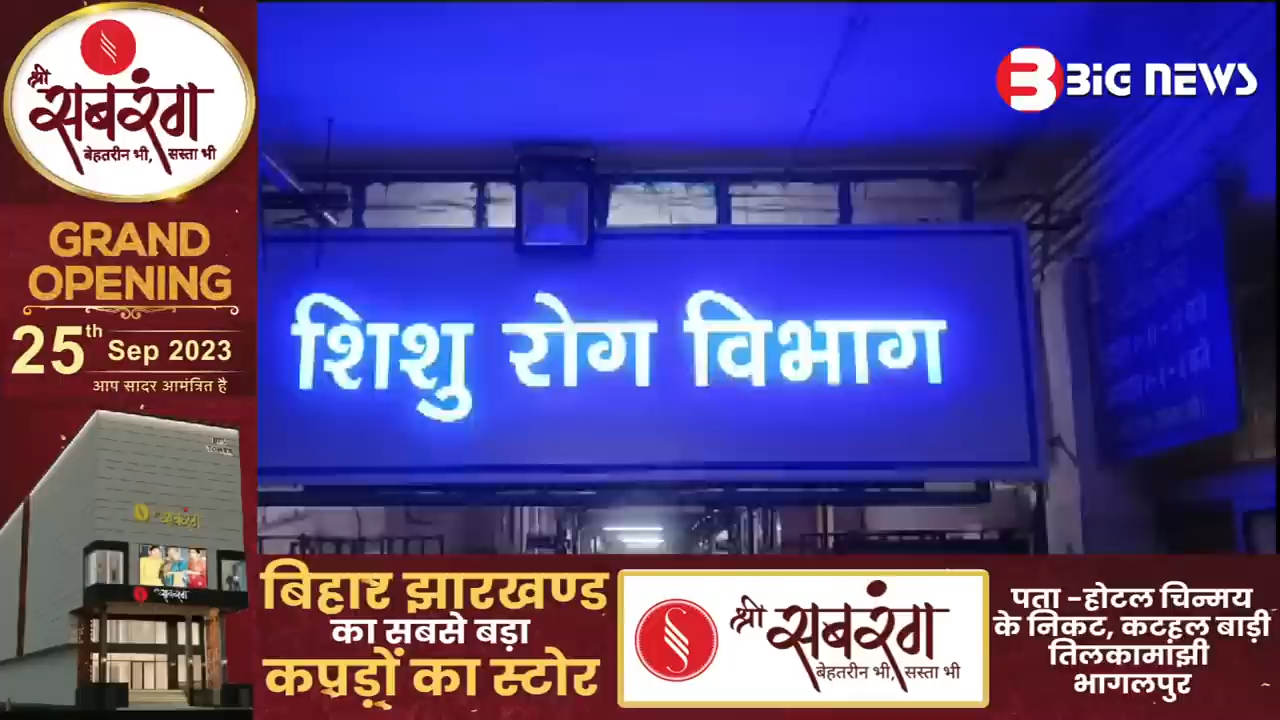 श्री
सबरंग
बेहतरीन भी, सस्ता भी
GRAND
OPENING
25th Sep 2023
आप सादर आमंत्रित है
BIG NEWS
शिशु रोग विभाग
सबरंग
बिहार झारखण्ड
का सबसे बड़ा
कपड़ों का स्टोर
श्री सबरंग
बेहतरीन भी, सस्ता भी
पता -होटल चिन्मय
के निकट, कटहल बाड़ी
तिलकामांझी
भागलपुर